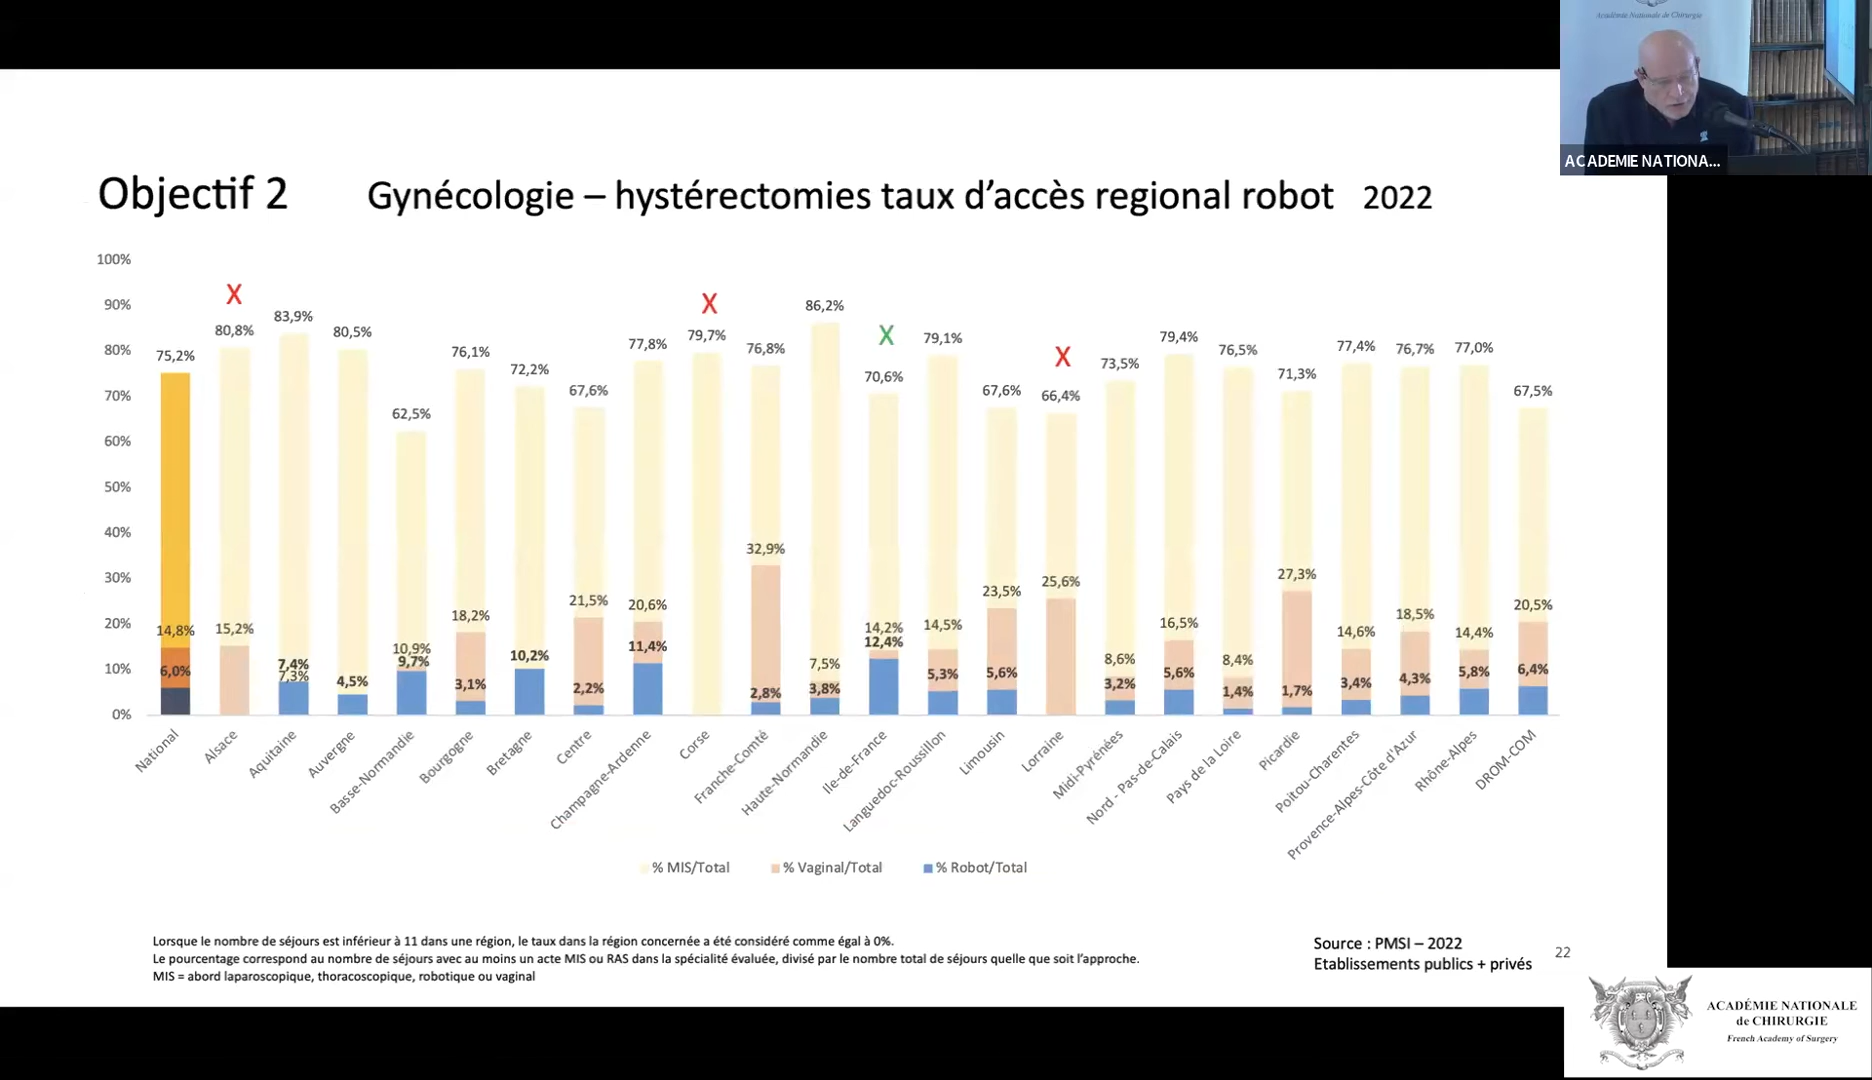 Académie Nationale de Chirurgie
ACADEMIE NATIONA...
Objectif 2 Gynécologie – hystérectomies taux d’accès regional robot 2022
100%
90%
80%
70%
60%
50%
40%
30%
20%
10%
0%
75,2% 80,8% 83,9% 80,5% 62,5% 76,1% 72,2% 67,6% 77,8% 79,7% 76,8% 86,2% 70,6% 79,1% 67,6% 66,4% 73,5% 79,4% 76,5% 71,3% 77,4% 76,7% 77,0% 67,5%
X X X X
14,8% 15,2% 7,3% 10,9% 18,2% 21,5% 20,6% 32,9% 7,5% 14,2% 14,5% 23,5% 25,6% 8,6% 16,5% 8,4% 27,3% 14,6% 18,5% 14,4% 20,5%
6,0% 7,4% 4,5% 9,7% 3,1% 10,2% 2,2% 11,4% 2,8% 3,8% 12,4% 5,3% 5,6% 3,2% 5,6% 1,4% 1,7% 3,4% 4,3% 5,8% 6,4%
National
Alsace
Aquitaine
Auvergne
Basse-Normandie
Bourgogne
Bretagne
Centre
Champagne-Ardenne
Corse
Franche-Comté
Haute-Normandie
Ile-de-France
Languedoc-Roussillon
Limousin
Lorraine
Midi-Pyrénées
Nord - Pas-de-Calais
Pays de la Loire
Picardie
Poitou-Charentes
Provence-Alpes-Côte d'Azur
Rhône-Alpes
DROM-COM
% MIS/Total % Vaginal/Total % Robot/Total
Lorsque le nombre de séjours est inférieur à 11 dans une région, le taux dans la région concernée a été considéré comme égal à 0%.
Le pourcentage correspond au nombre de séjours avec au moins un acte MIS ou RAS dans la spécialité évaluée, divisé par le nombre total de séjours quelle que soit l’approche.
MIS = abord laparoscopique, thoracoscopique, robotique ou vaginal
Source : PMSI – 2022
Etablissements publics + privés
22
ACADÉMIE NATIONALE
de CHIRURGIE
French Academy of Surgery